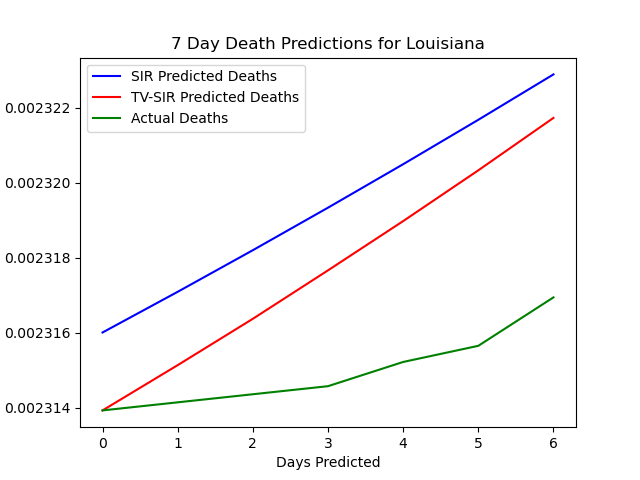 7 Day Death Predictions for Louisiana
SIR Predicted Deaths
TV-SIR Predicted Deaths
Actual Deaths
0.002322
0.002320
0.002318
0.002316
0.002314
0 1 2 3 4 5 6
Days Predicted